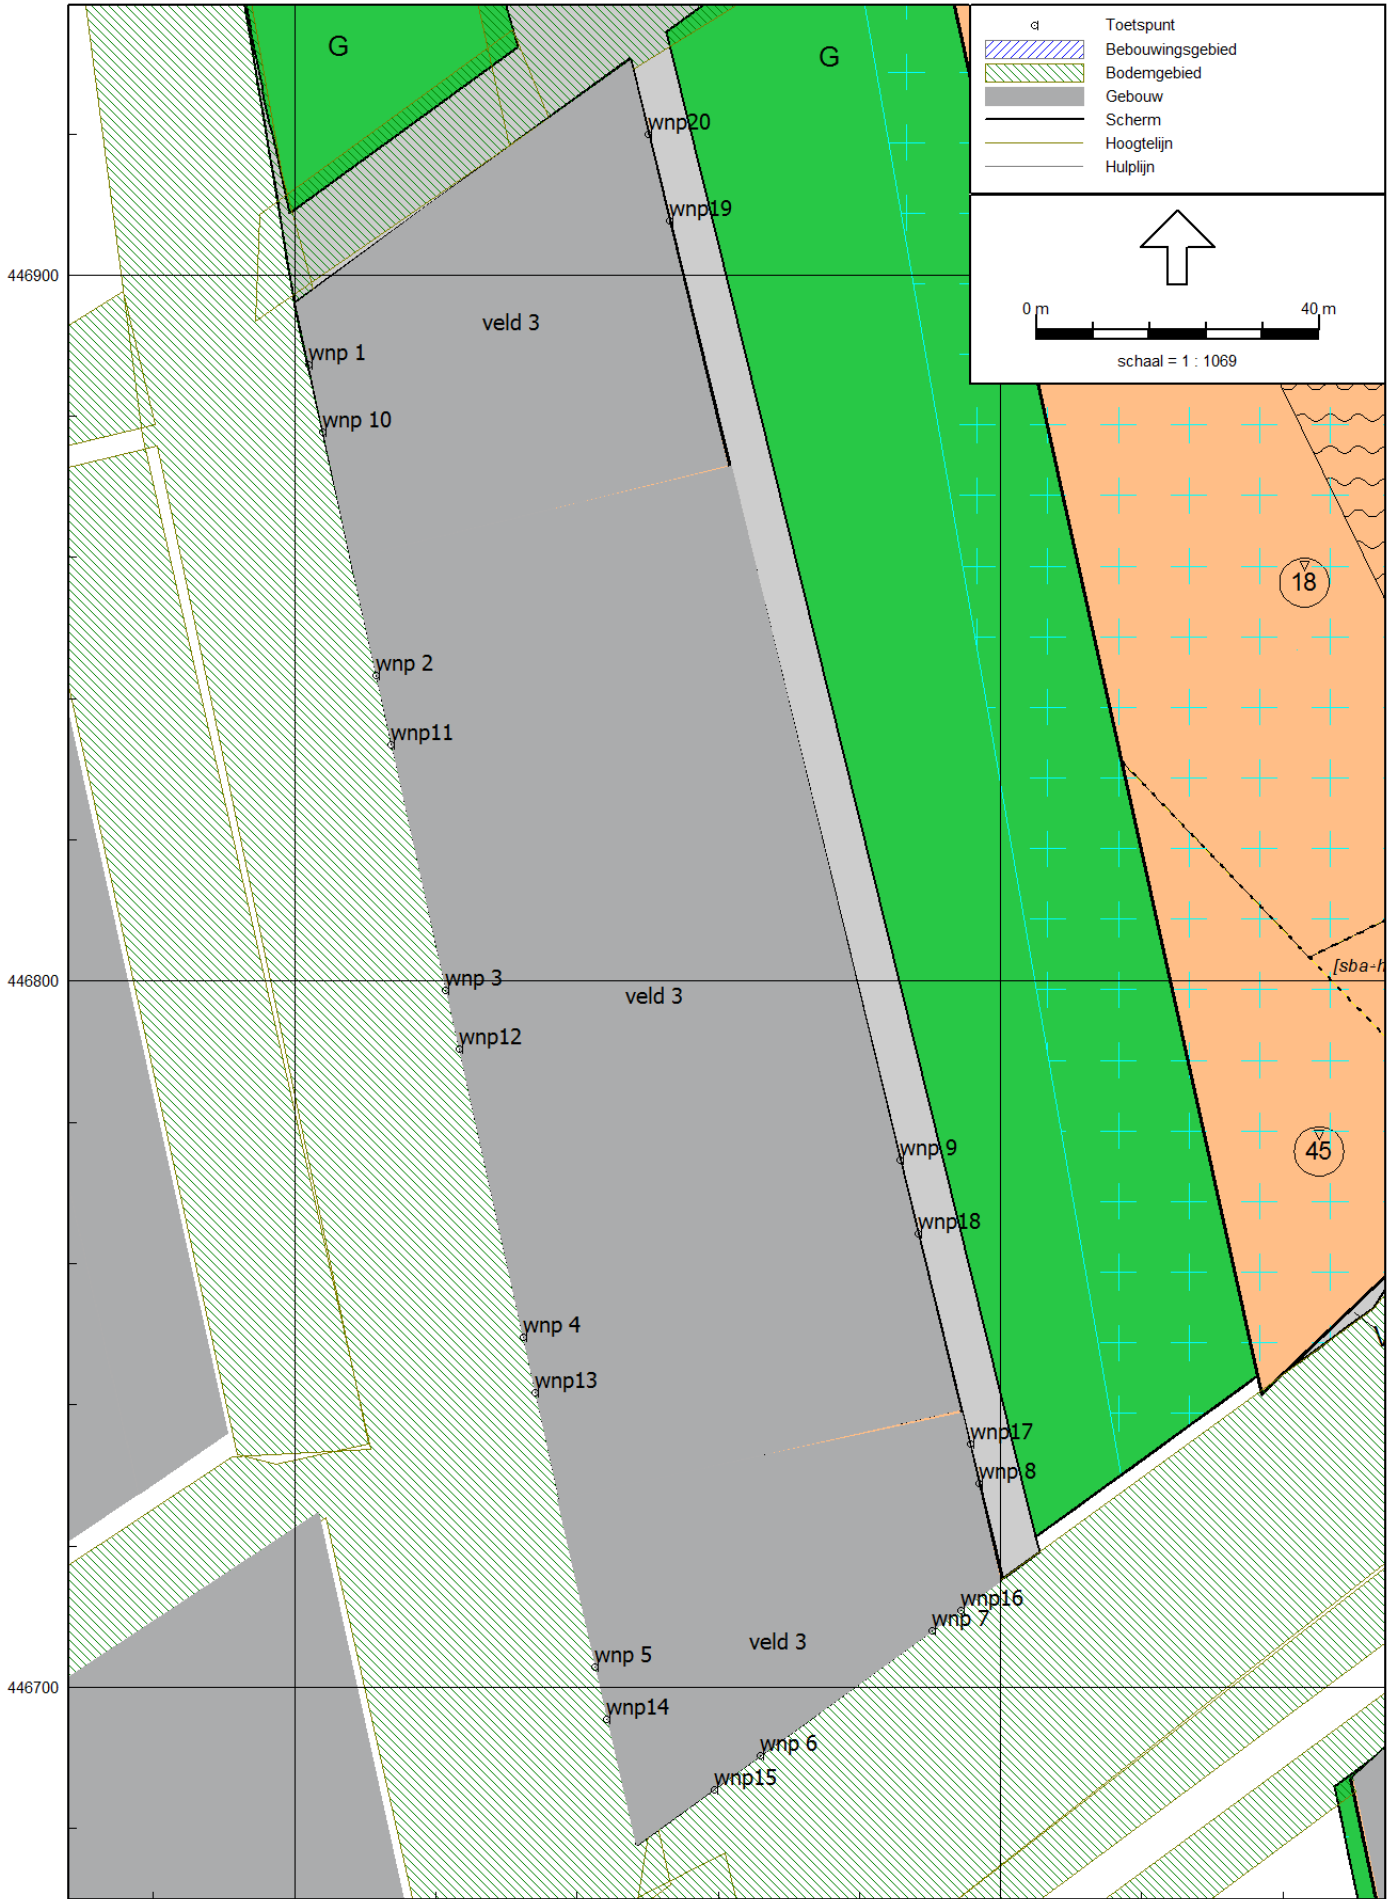 Toetspunt
Bebouwingsgebied
Bodemgebied
Gebouw
Scherm
Hoogtelijn
Hulplijn
0 m 40 m
schaal = 1 : 1069
G
G
wnp20
wnp19
446900
veld 3
wnp 1
wnp 10
18
wnp 2
wnp11
[sba-h
446800
wnp 3
veld 3
wnp12
wnp 9
45
wnp18
wnp 4
wnp13
wnp17
wnp 8
wnp16
wnp 7
veld 3
wnp 5
446700
wnp14
wnp 6
wnp15